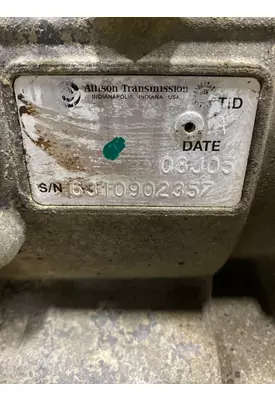 Allison Transmission
INDIANAPOLIS, INDIANA USA
TID
DATE
03J05
S/N 6310902357